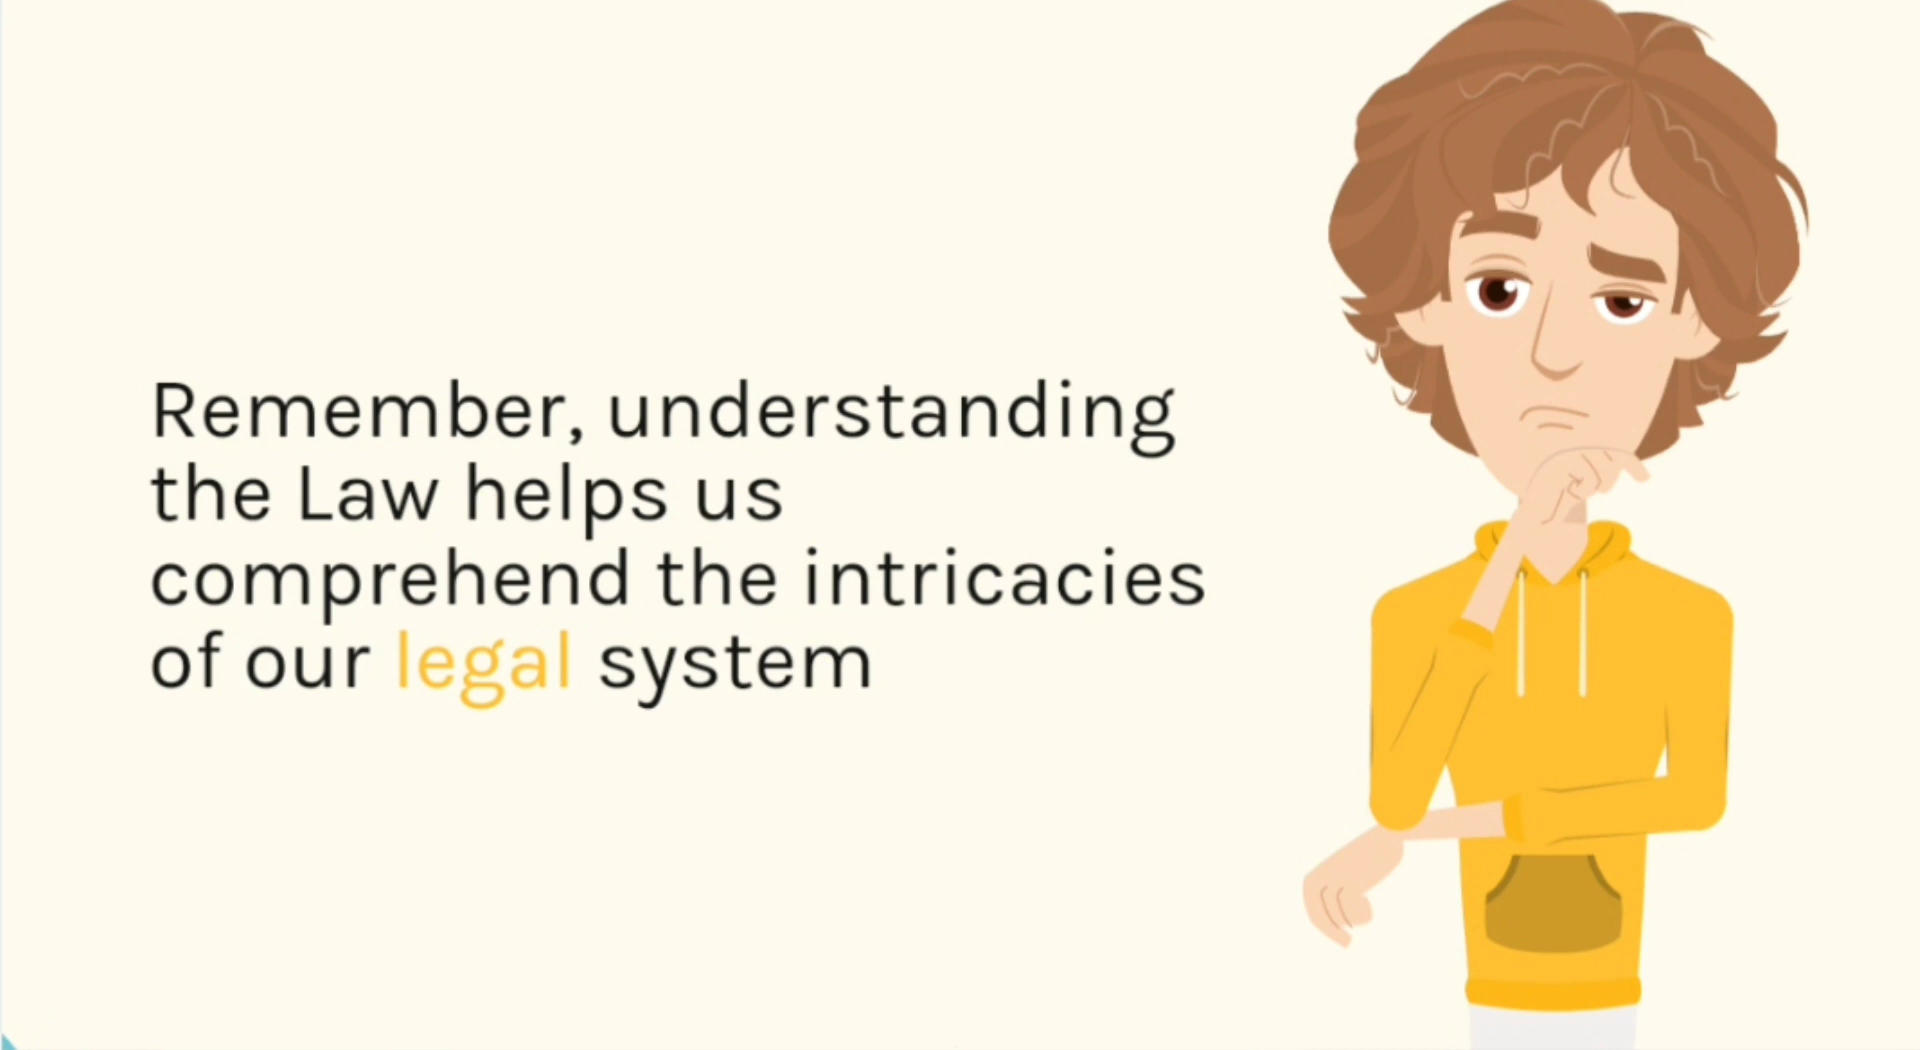 Remember, understanding
the Law helps us
comprehend the intricacies
of our legal system